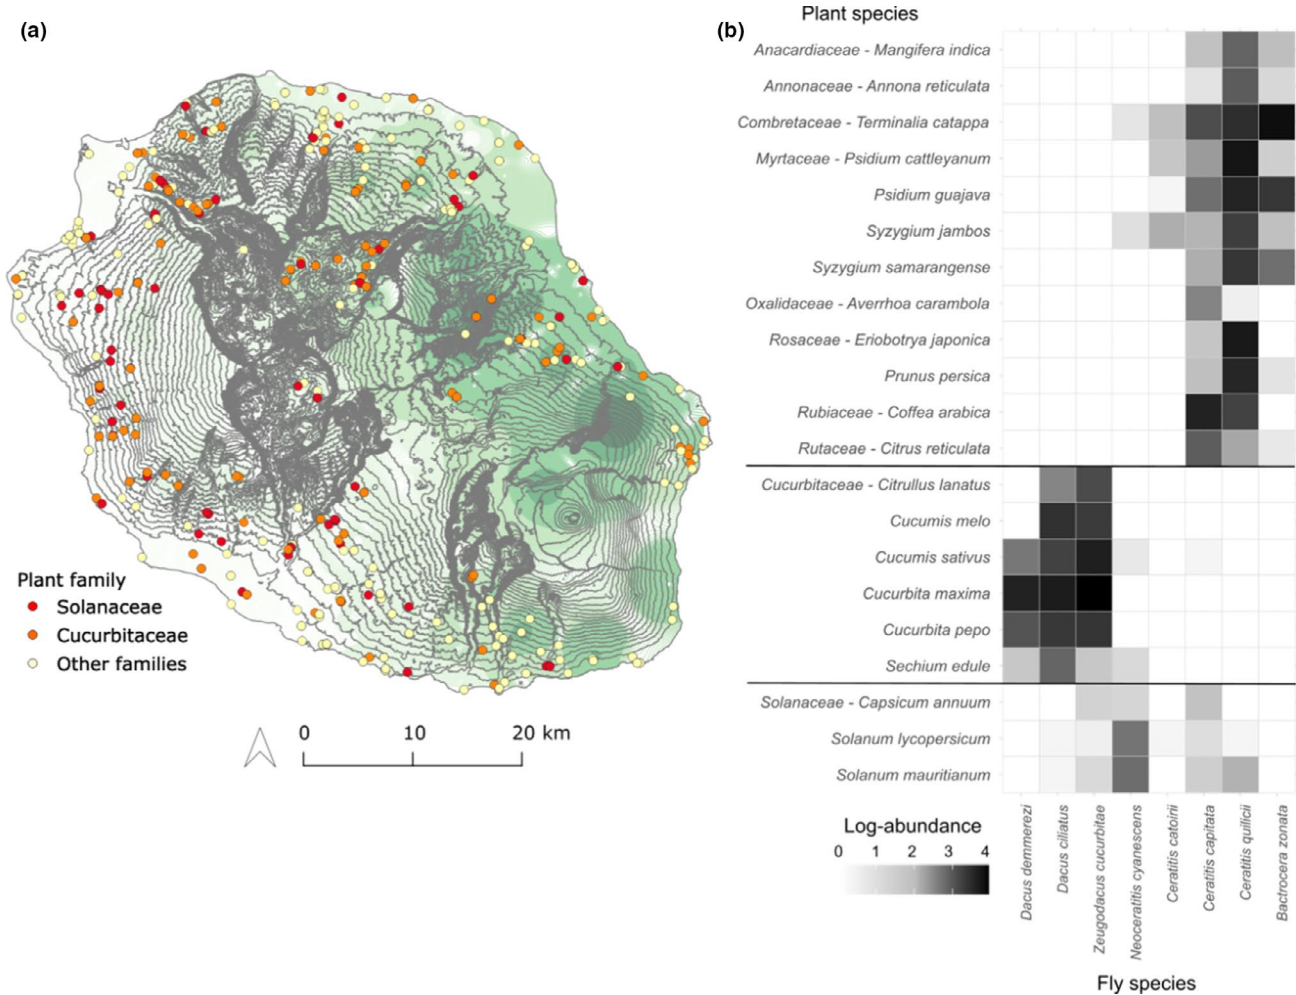 (a)
Plant family
Solanaceae
Cucurbitaceae
Other families
0 10 20 km
(b)
Plant species
Anacardiaceae - Mangifera indica
Annonaceae - Annona reticulata
Combretaceae - Terminalia catappa
Myrtaceae - Psidium cattleyanum
Psidium guajava
Syzygium jambos
Syzygium samarangense
Oxalidaceae - Averrhoa carambola
Rosaceae - Eriobotrya japonica
Prunus persica
Rubiaceae - Coffea arabica
Rutaceae - Citrus reticulata
Cucurbitaceae - Citrullus lanatus
Cucumis melo
Cucumis sativus
Cucurbita maxima
Cucurbita pepo
Sechium edule
Solanaceae - Capsicum annuum
Solanum lycopersicum
Solanum mauritianum
Log-abundance
0 1 2 3 4
Dacus demmerezi
Dacus ciliatus
Zeugodacus cucurbitae
Neoceratitis cyanescens
Ceratitis catoirii
Ceratitis capitata
Ceratitis quilicii
Bactrocera zonata
Fly species